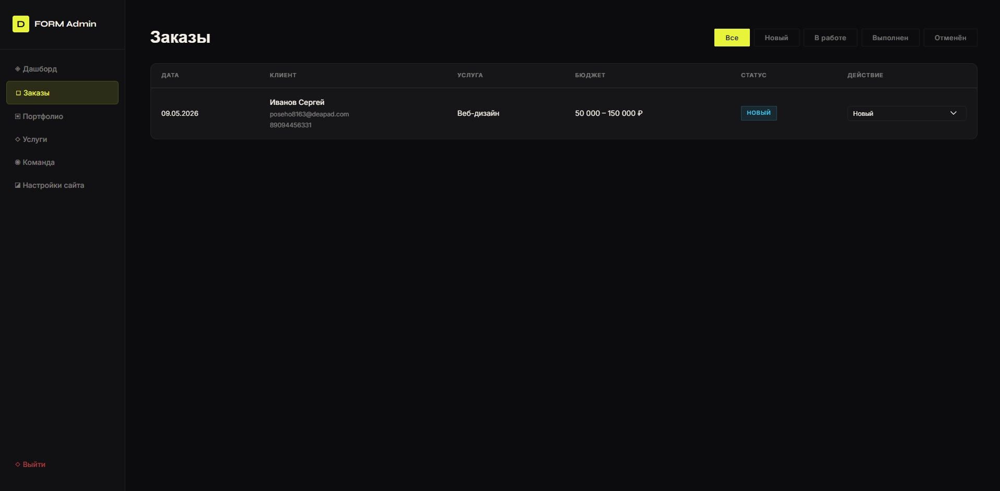 D FORM Admin
Дашборд
Заказы
Портфолио
Услуги
Команда
Настройки сайта
Выйти
Заказы
Все Новый В работе Выполнен Отменён
ДАТА КЛИЕНТ УСЛУГА БЮДЖЕТ СТАТУС ДЕЙСТВИЕ
09.05.2026 Иванов Сергей Веб-дизайн 50 000 – 150 000 ₽ НОВЫЙ Новый
poseho8163@deapad.com
89094456331